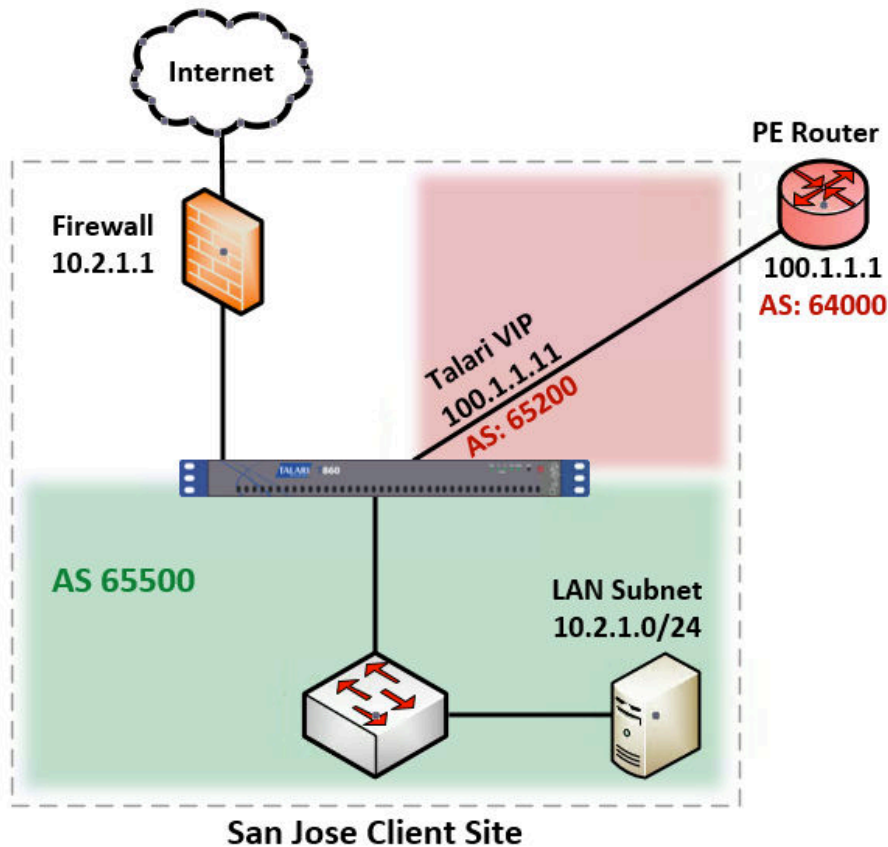 Internet
PE Router
Firewall
10.2.1.1
100.1.1.1
AS: 64000
Talari VIP
100.1.1.11
AS: 65200
TALARI T860
AS 65500
LAN Subnet
10.2.1.0/24
San Jose Client Site